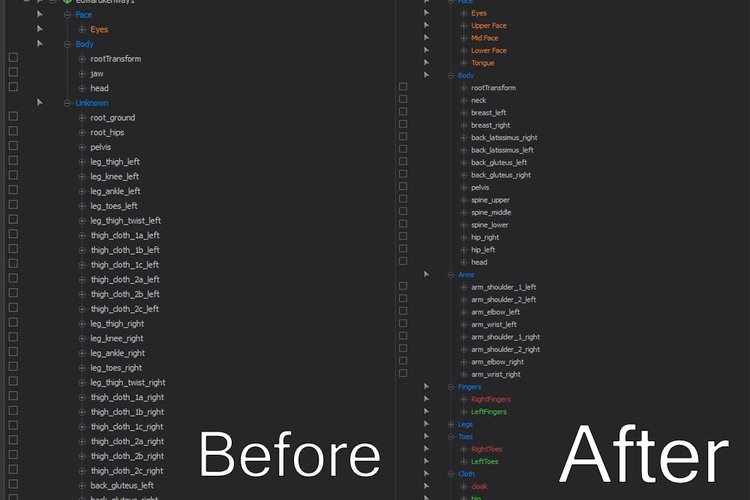 edwardkenway1
Face
Eyes
Body
rootTransform
jaw
head
Unknown
root_ground
root_hips
pelvis
leg_thigh_left
leg_knee_left
leg_ankle_left
leg_toes_left
leg_thigh_twist_left
thigh_cloth_1a_left
thigh_cloth_1b_left
thigh_cloth_1c_left
thigh_cloth_2a_left
thigh_cloth_2b_left
thigh_cloth_2c_left
leg_thigh_right
leg_knee_right
leg_ankle_right
leg_toes_right
leg_thigh_twist_right
thigh_cloth_1a_right
thigh_cloth_1b_right
thigh_cloth_1c_right
thigh_cloth_2a_right
thigh_cloth_2b_right
thigh_cloth_2c_right
back_gluteus_left
back_gluteus_right
Before
Face
Eyes
Upper Face
Mid Face
Lower Face
Tongue
Body
rootTransform
neck
breast_left
breast_right
back_latissimus_right
back_latissimus_left
back_gluteus_left
back_gluteus_right
pelvis
spine_upper
spine_middle
spine_lower
hip_right
hip_left
head
Arms
arm_shoulder_1_left
arm_shoulder_2_left
arm_elbow_left
arm_wrist_left
arm_shoulder_1_right
arm_shoulder_2_right
arm_elbow_right
arm_wrist_right
Fingers
RightFingers
LeftFingers
Legs
Toes
RightToes
LeftToes
Cloth
cloak
hip
After